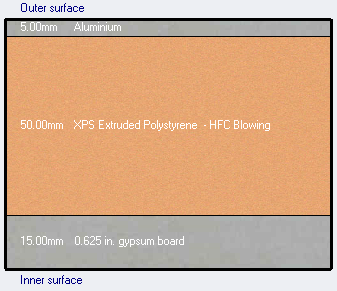 Outer surface
5.00mm Aluminium
50.00mm XPS Extruded Polystyrene - HFC Blowing
15.00mm 0.625 in. gypsum board
Inner surface